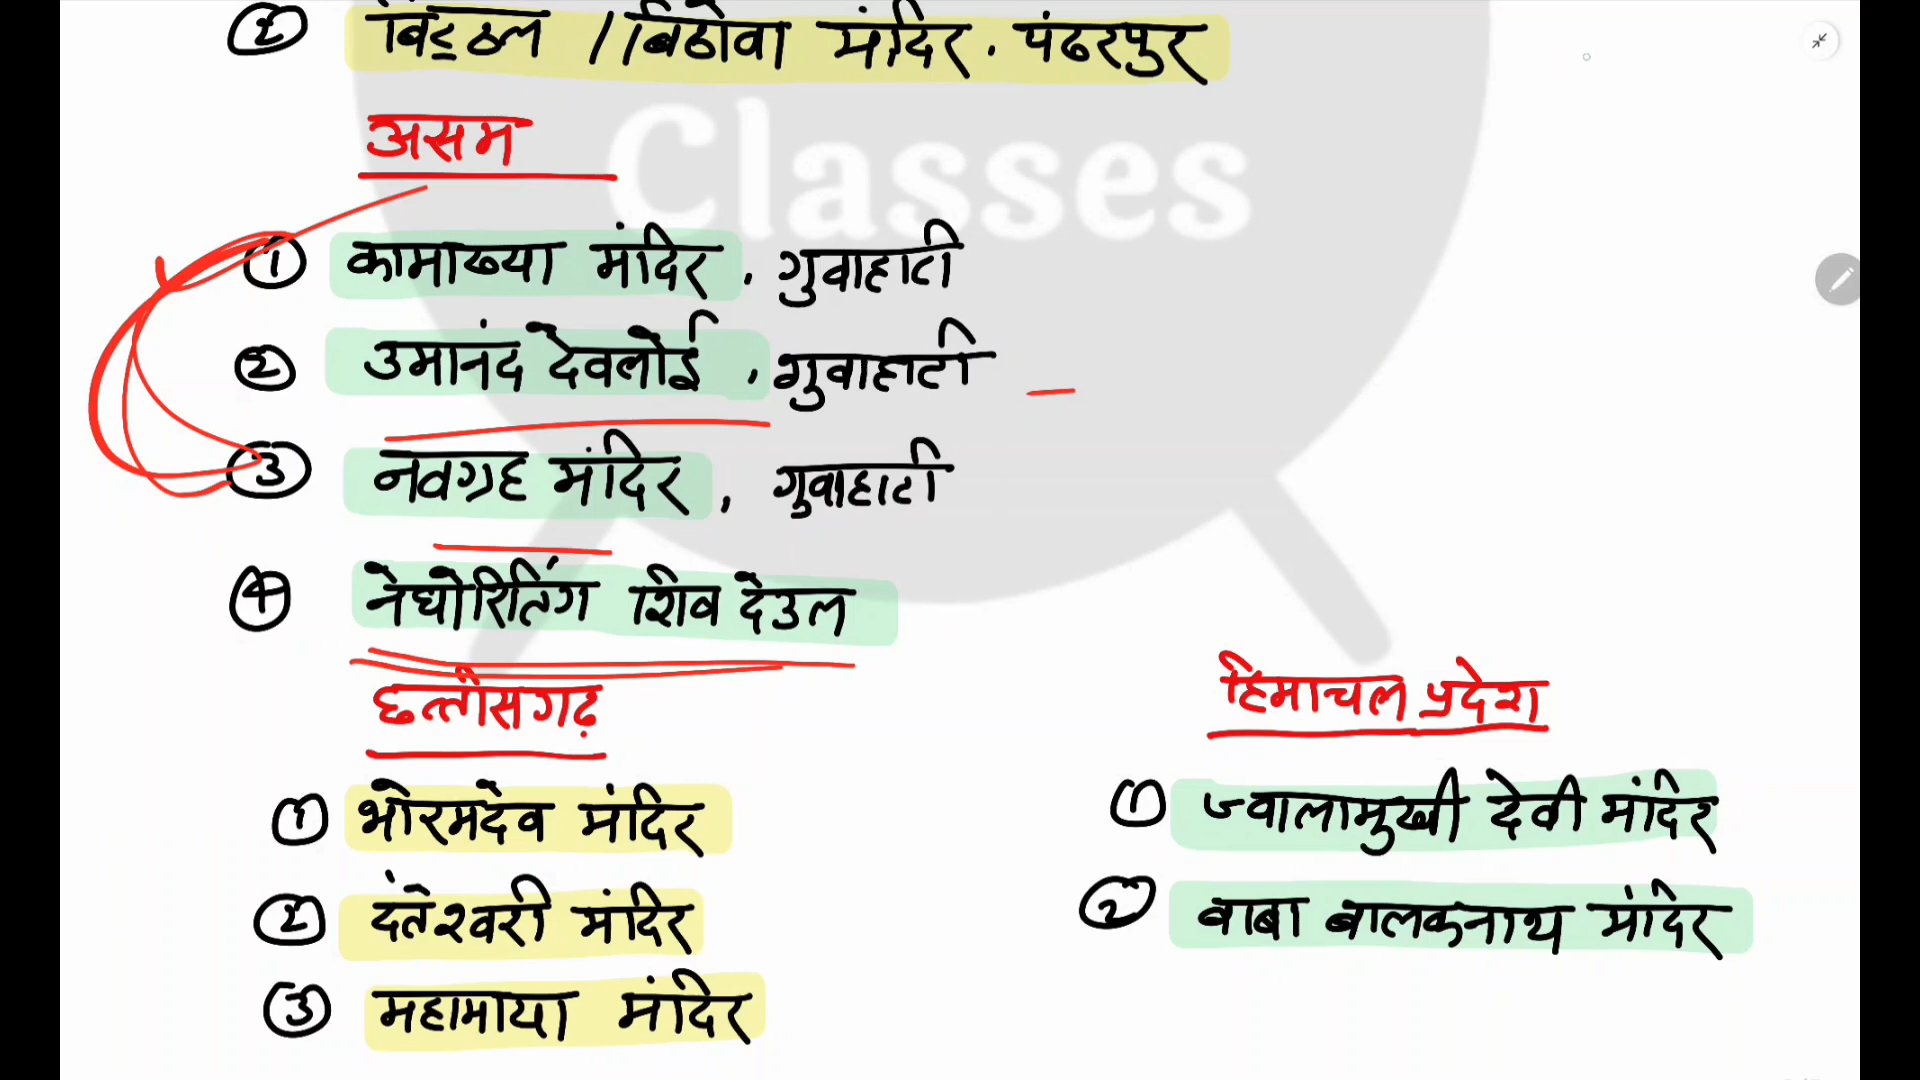 ② विट्ठल / विठोवा मंदिर. पंढरपुर
Classes
असम
① कामाख्या मंदिर, गुवाहाटी
② उमानंद देवलोई, गुवाहाटी
③ नवग्रह मंदिर, गुवाहाटी
④ नेघोरितिंग शिव देउल
छत्तीसगढ़
① भोरमदेव मंदिर
② दंतेश्वरी मंदिर
③ महामाया मंदिर
हिमाचल प्रदेश
① ज्वालामुखी देवी मंदिर
② बाबा बालकनाथ मंदिर